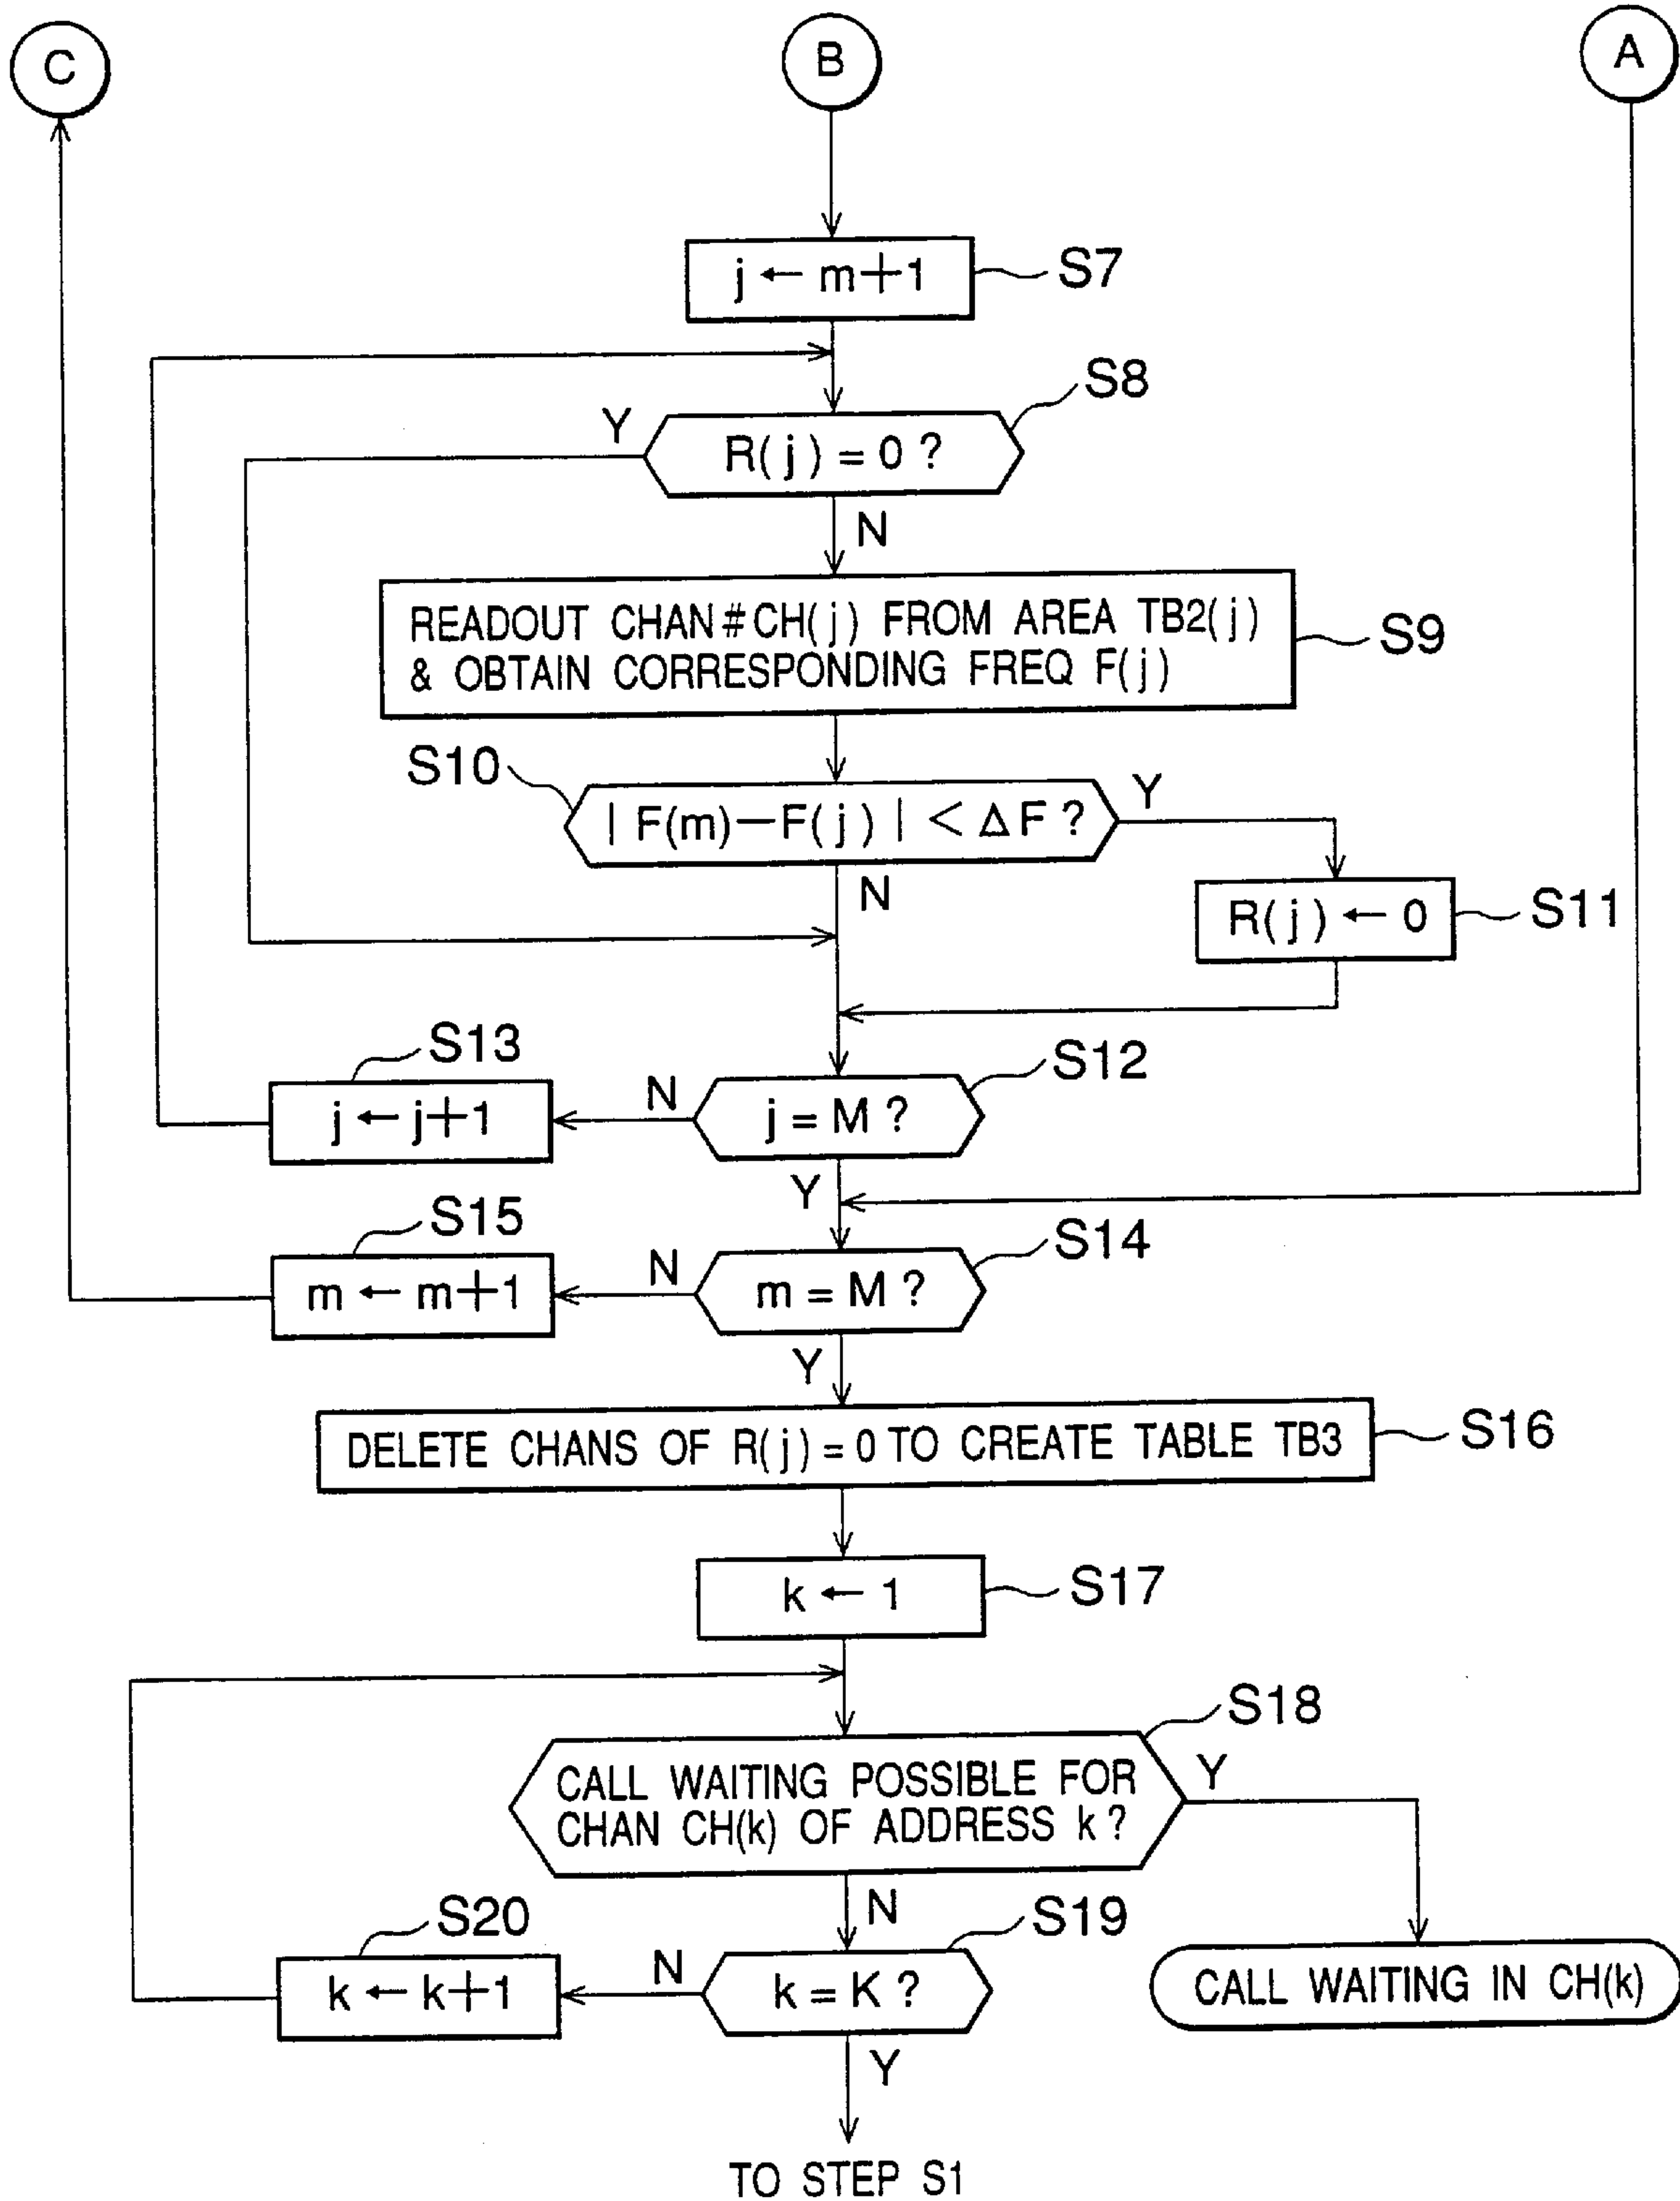 C
B
A
j ← m+1
S7
S8
Y
R(j) = 0 ?
N
READOUT CHAN#CH(j) FROM AREA TB2(j)
& OBTAIN CORRESPONDING FREQ F(j)
S9
S10
| F(m)−F(j) | < ΔF ?
Y
N
R(j) ← 0
S11
S13
S12
j ← j+1
N
j = M ?
Y
S15
S14
m ← m+1
N
m = M ?
Y
DELETE CHANS OF R(j) = 0 TO CREATE TABLE TB3
S16
k ← 1
S17
S18
CALL WAITING POSSIBLE FOR
CHAN CH(k) OF ADDRESS k ?
Y
N
S20
S19
k ← k+1
N
k = K ?
CALL WAITING IN CH(k)
Y
TO STEP S1